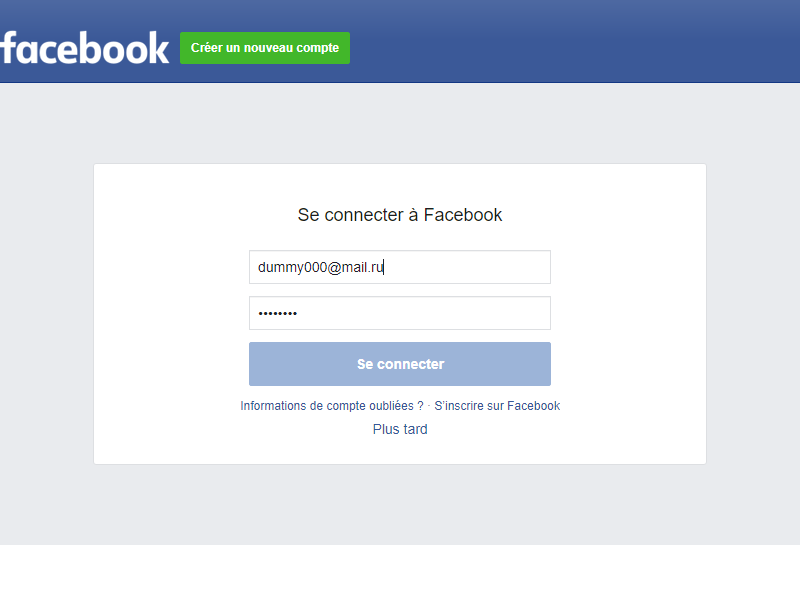 facebook Créer un nouveau compte
Se connecter à Facebook
dummy000@mail.ru
••••••••
Se connecter
Informations de compte oubliées ? · S'inscrire sur Facebook
Plus tard